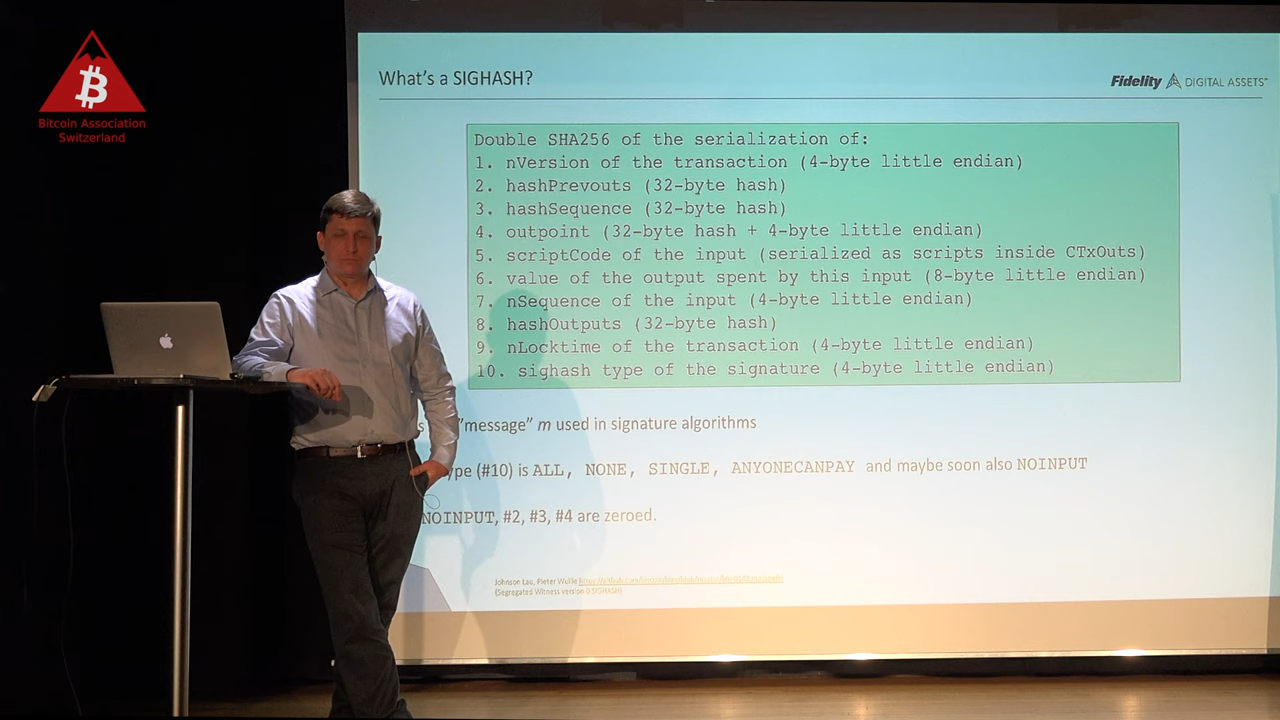 Bitcoin Association
Switzerland
What's a SIGHASH?
Fidelity DIGITAL ASSETS
Double SHA256 of the serialization of:
1. nVersion of the transaction (4-byte little endian)
2. hashPrevouts (32-byte hash)
3. hashSequence (32-byte hash)
4. outpoint (32-byte hash + 4-byte little endian)
5. scriptCode of the input (serialized as scripts inside CTxOuts)
6. value of the output spent by this input (8-byte little endian)
7. nSequence of the input (4-byte little endian)
8. hashOutputs (32-byte hash)
9. nLocktime of the transaction (4-byte little endian)
10. sighash type of the signature (4-byte little endian)
"message" m used in signature algorithms
ype (#10) is ALL, NONE, SINGLE, ANYONECANPAY and maybe soon also NOINPUT
NOINPUT, #2, #3, #4 are zeroed.
Johnson Lau, Pieter Wuille
(Segregated Witness version 0 SIGHASH)